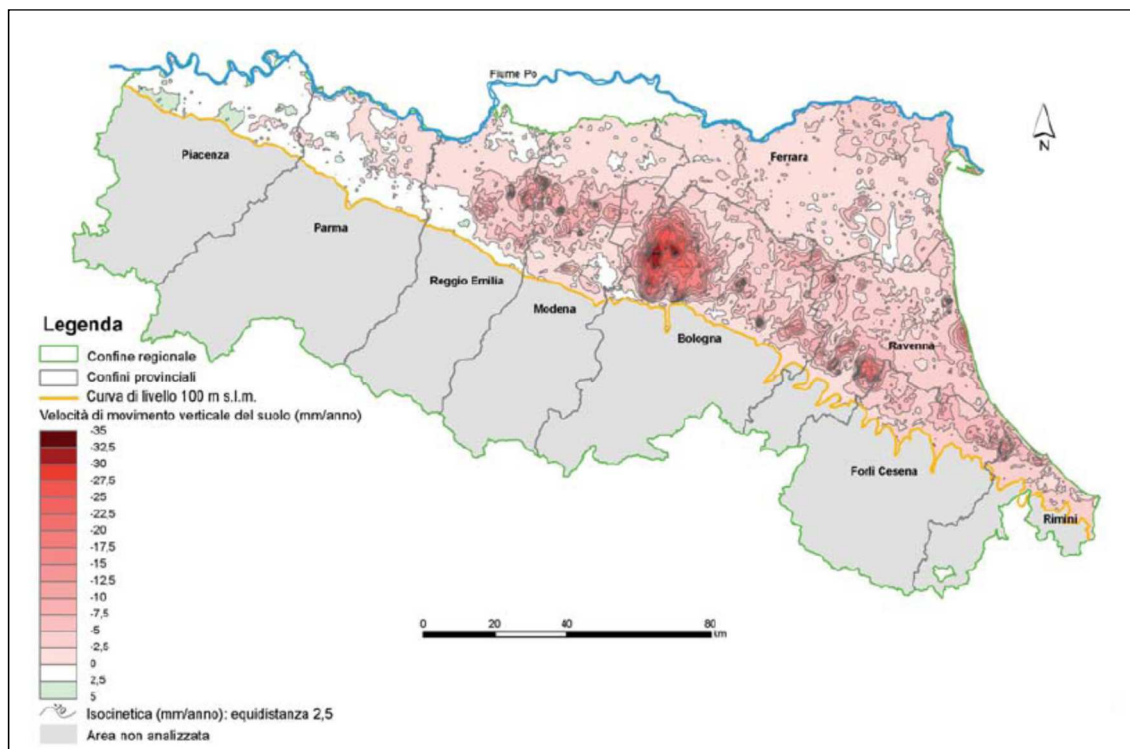 Fiume Po
N
Ferrara
Piacenza
Parma
Reggio Emilia
Modena
Bologna
Ravenna
Forlì Cesena
Rimini
Legenda
Confine regionale
Confini provinciali
Curva di livello 100 m s.l.m.
Velocità di movimento verticale del suolo (mm/anno)
-35
-32,5
-30
-27,5
-25
-22,5
-20
-17,5
-15
-12,5
-10
-7,5
-5
-2,5
0
2,5
5
Isocinetica (mm/anno): equidistanza 2,5
Area non analizzata
0 20 40 80
km